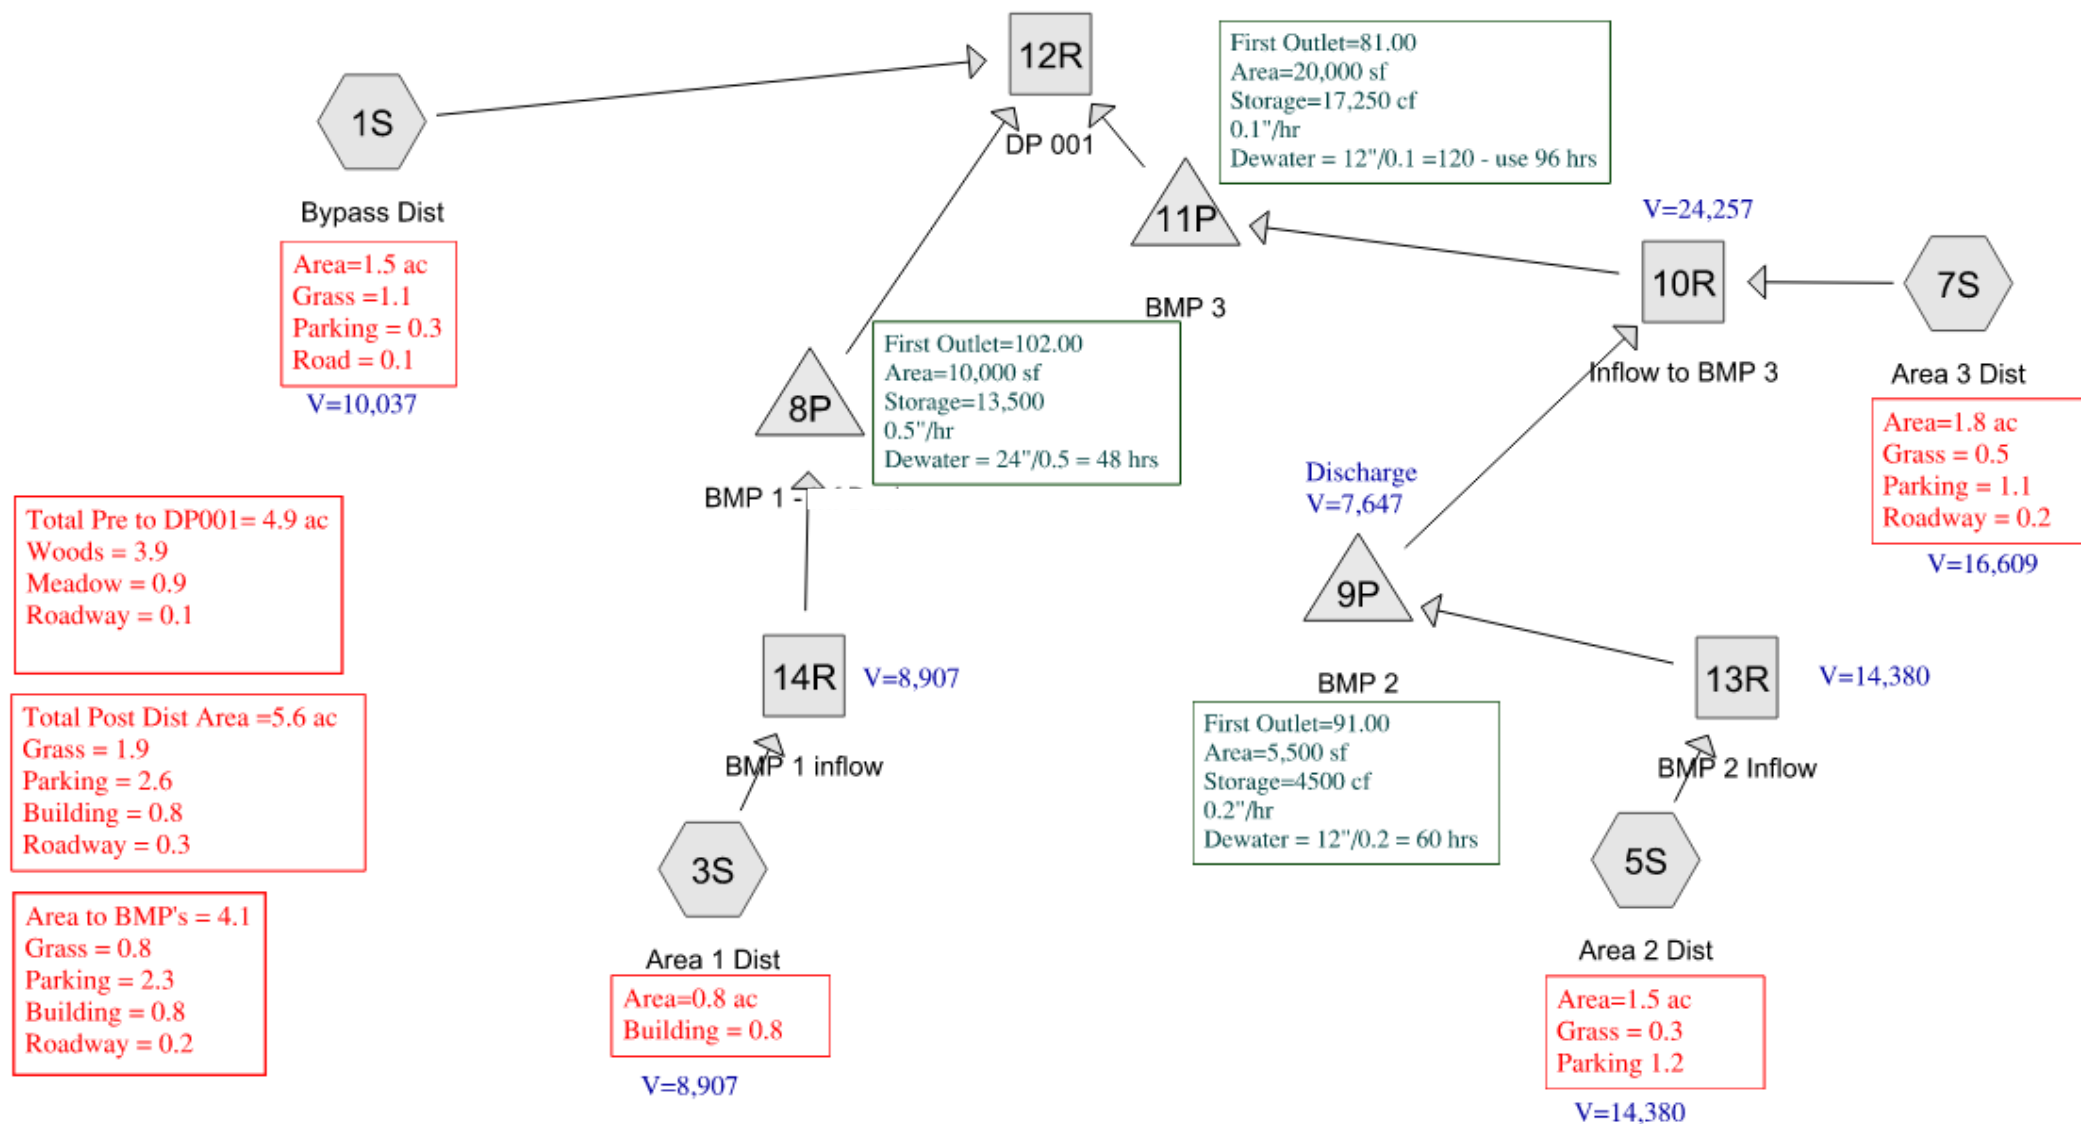 12R
DP 001
1S
Bypass Dist
Area=1.5 ac
Grass =1.1
Parking = 0.3
Road = 0.1
V=10,037
First Outlet=81.00
Area=20,000 sf
Storage=17,250 cf
0.1"/hr
Dewater = 12"/0.1 =120 - use 96 hrs
11P
BMP 3
V=24,257
10R
Inflow to BMP 3
7S
Area 3 Dist
Area=1.8 ac
Grass = 0.5
Parking = 1.1
Roadway = 0.2
V=16,609
8P
BMP 1 -
First Outlet=102.00
Area=10,000 sf
Storage=13,500
0.5"/hr
Dewater = 24"/0.5 = 48 hrs
Discharge
V=7,647
9P
BMP 2
First Outlet=91.00
Area=5,500 sf
Storage=4500 cf
0.2"/hr
Dewater = 12"/0.2 = 60 hrs
Total Pre to DP001= 4.9 ac
Woods = 3.9
Meadow = 0.9
Roadway = 0.1
Total Post Dist Area =5.6 ac
Grass = 1.9
Parking = 2.6
Building = 0.8
Roadway = 0.3
Area to BMP's = 4.1
Grass = 0.8
Parking = 2.3
Building = 0.8
Roadway = 0.2
14R
V=8,907
BMP 1 inflow
3S
Area 1 Dist
Area=0.8 ac
Building = 0.8
V=8,907
13R
V=14,380
BMP 2 Inflow
5S
Area 2 Dist
Area=1.5 ac
Grass = 0.3
Parking 1.2
V=14,380